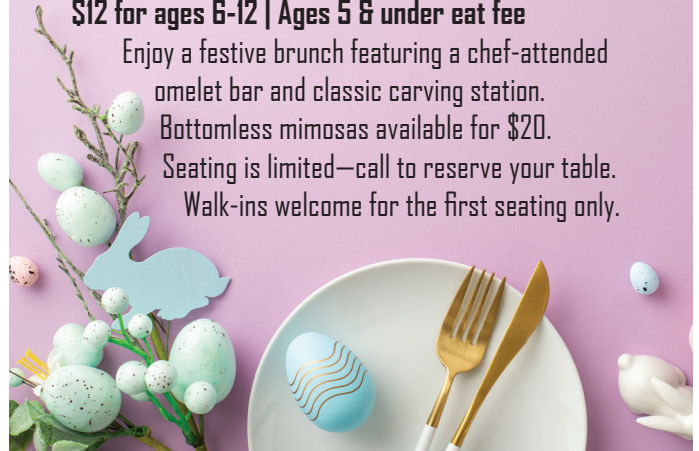 $12 for ages 6-12 | Ages 5 & under eat fee
Enjoy a festive brunch featuring a chef-attended
omelet bar and classic carving station.
Bottomless mimosas available for $20.
Seating is limited—call to reserve your table.
Walk-ins welcome for the first seating only.